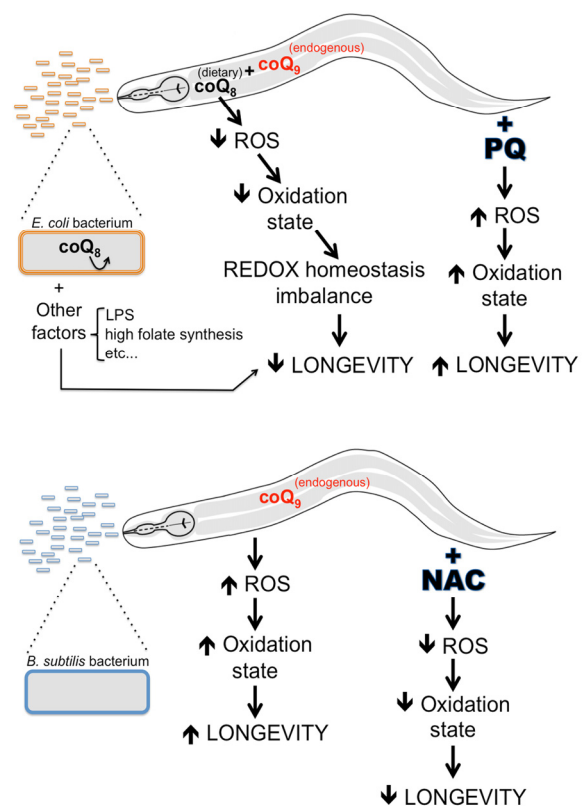 (endogenous)
(dietary) + coQ9
coQ8
↓ ROS
↓ Oxidation
state
REDOX homeostasis
imbalance
↓ LONGEVITY
+
PQ
↑ ROS
↑ Oxidation
state
↑ LONGEVITY
E. coli bacterium
coQ8
+
Other
factors
LPS
high folate synthesis
etc...
(endogenous)
coQ9
↑ ROS
↑ Oxidation
state
↑ LONGEVITY
+
NAC
↓ ROS
↓ Oxidation
state
↓ LONGEVITY
B. subtilis bacterium